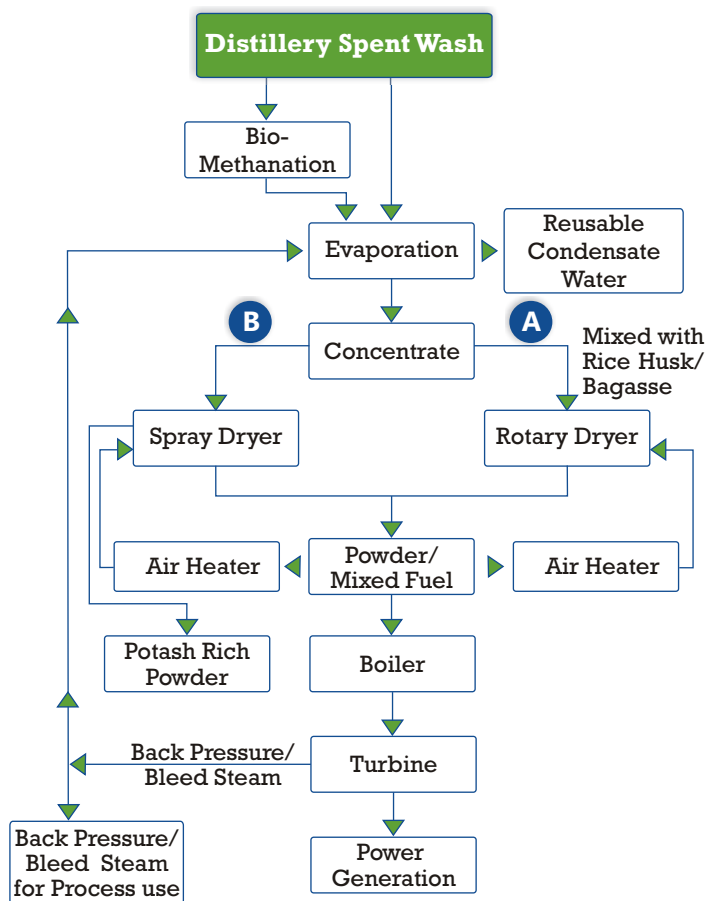 Distillery Spent Wash
Bio-
Methanation
Evaporation
Reusable
Condensate
Water
B
A
Concentrate
Mixed with
Rice Husk/
Bagasse
Spray Dryer
Rotary Dryer
Air Heater
Powder/
Mixed Fuel
Air Heater
Potash Rich
Powder
Boiler
Back Pressure/
Bleed Steam
Turbine
Back Pressure/
Bleed Steam
for Process use
Power
Generation